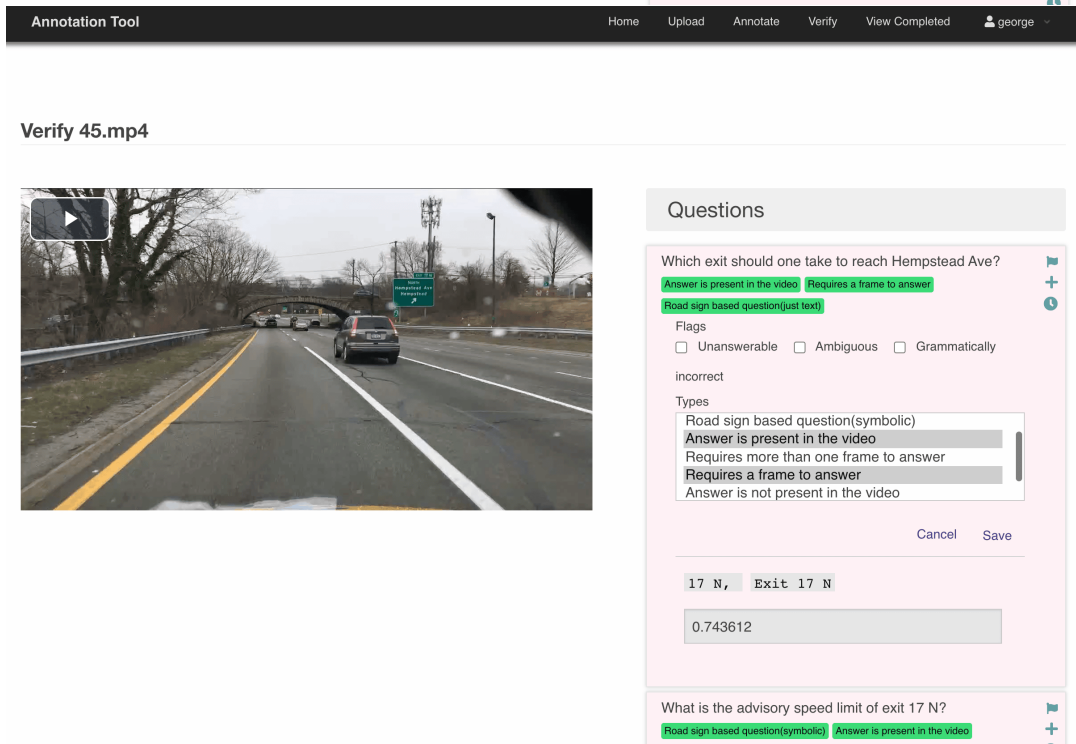 Annotation Tool Home Upload Annotate Verify View Completed george
Verify 45.mp4
Questions
Which exit should one take to reach Hempstead Ave?
Answer is present in the video Requires a frame to answer
Road sign based question(just text)
Flags
Unanswerable Ambiguous Grammatically
incorrect
Types
Road sign based question(symbolic)
Answer is present in the video
Requires more than one frame to answer
Requires a frame to answer
Answer is not present in the video
Cancel Save
17 N, Exit 17 N
0.743612
What is the advisory speed limit of exit 17 N?
Road sign based question(symbolic) Answer is present in the video
Hempstead Ave
Hempstead